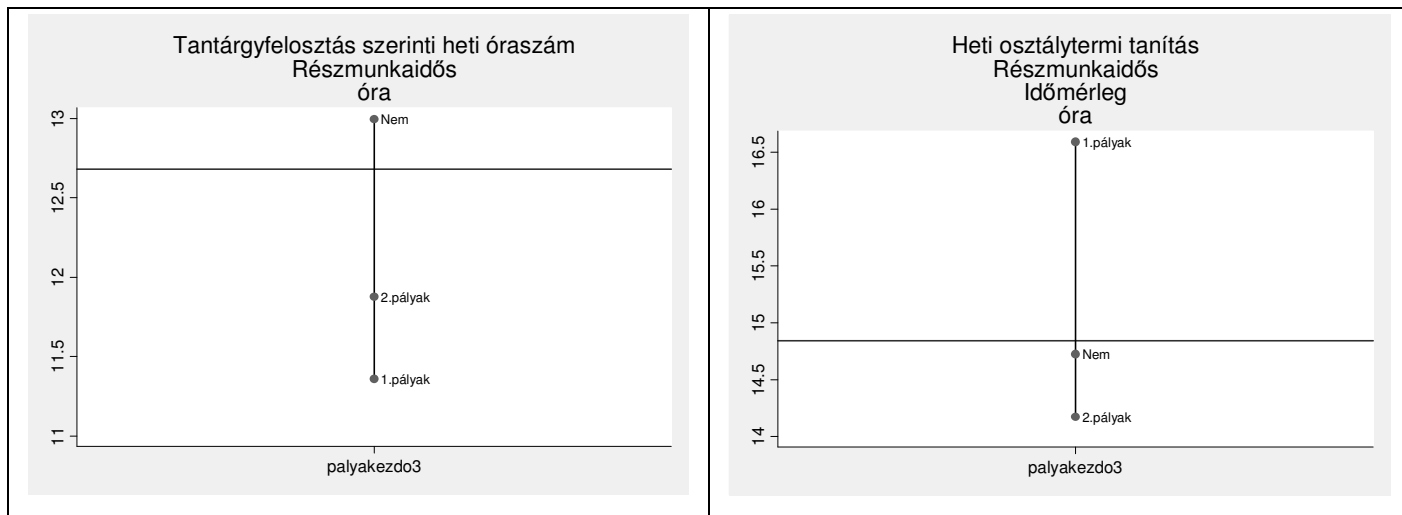 Tantárgyfelosztás szerinti heti óraszám
Részmunkaidős
óra
13
12.5
12
11.5
11
Nem
2.pályak
1.pályak
palyakezdo3
Heti osztálytermi tanítás
Részmunkaidős
Időmérleg
óra
16.5
16
15.5
15
14.5
14
1.pályak
Nem
2.pályak
palyakezdo3